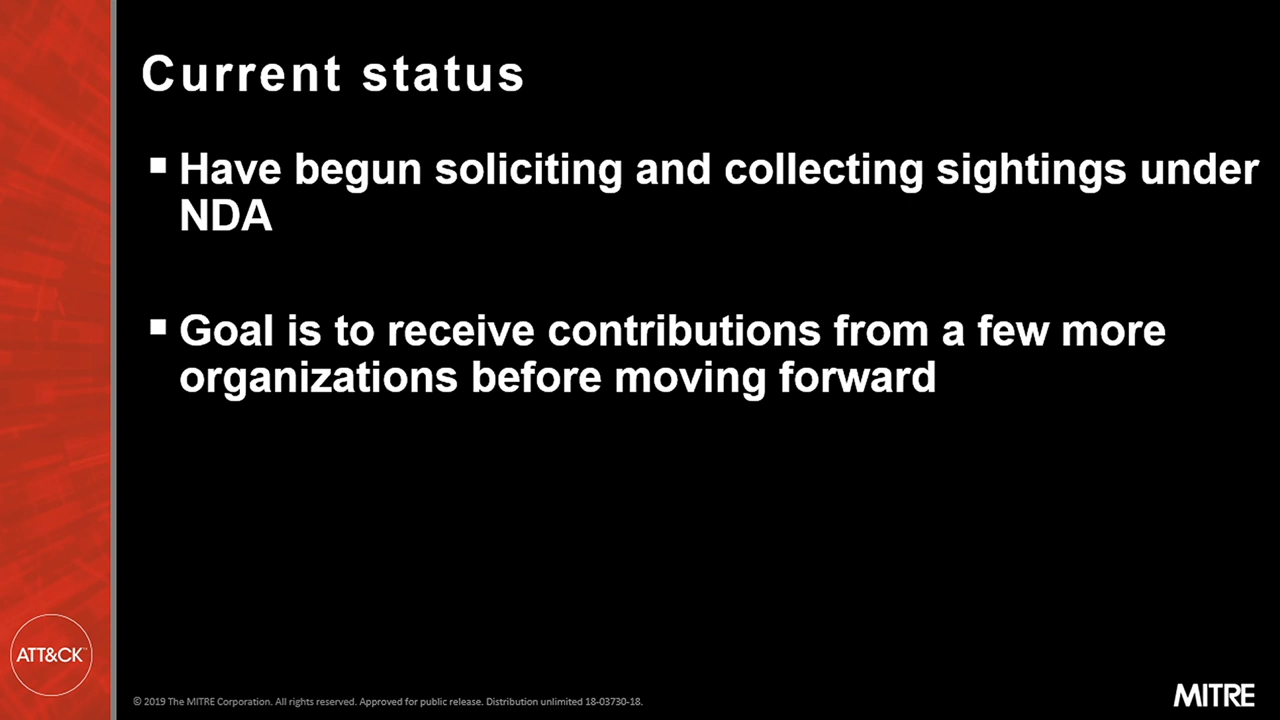 Current status
▪ Have begun soliciting and collecting sightings under
NDA
▪ Goal is to receive contributions from a few more
organizations before moving forward
ATT&CK™
© 2019 The MITRE Corporation. All rights reserved. Approved for public release. Distribution unlimited 18-03730-18.
MITRE